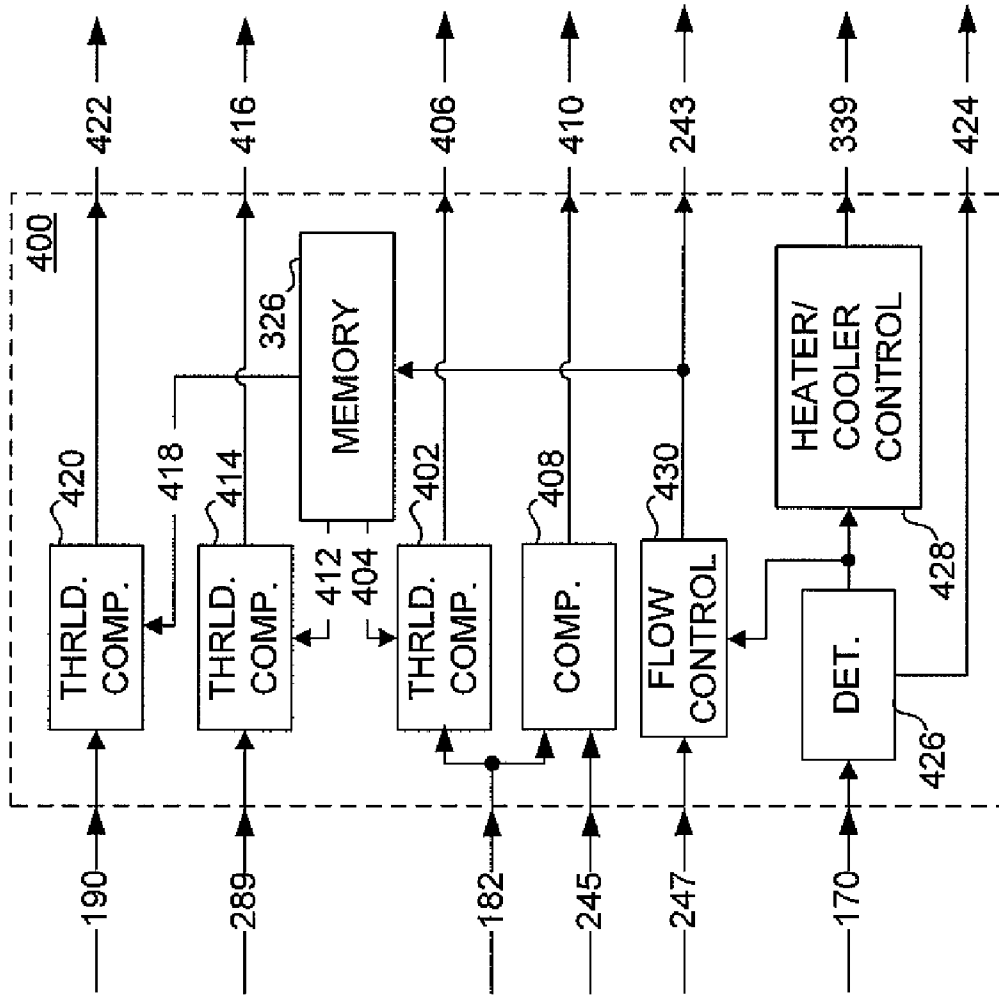 400
190
THRLD.
COMP.
420
422
418
289
THRLD.
COMP.
414
416
326
MEMORY
412
404
182
THRLD.
COMP.
402
406
245
COMP.
408
410
247
FLOW
CONTROL
430
243
170
DET.
426
HEATER/
COOLER
CONTROL
428
339
424